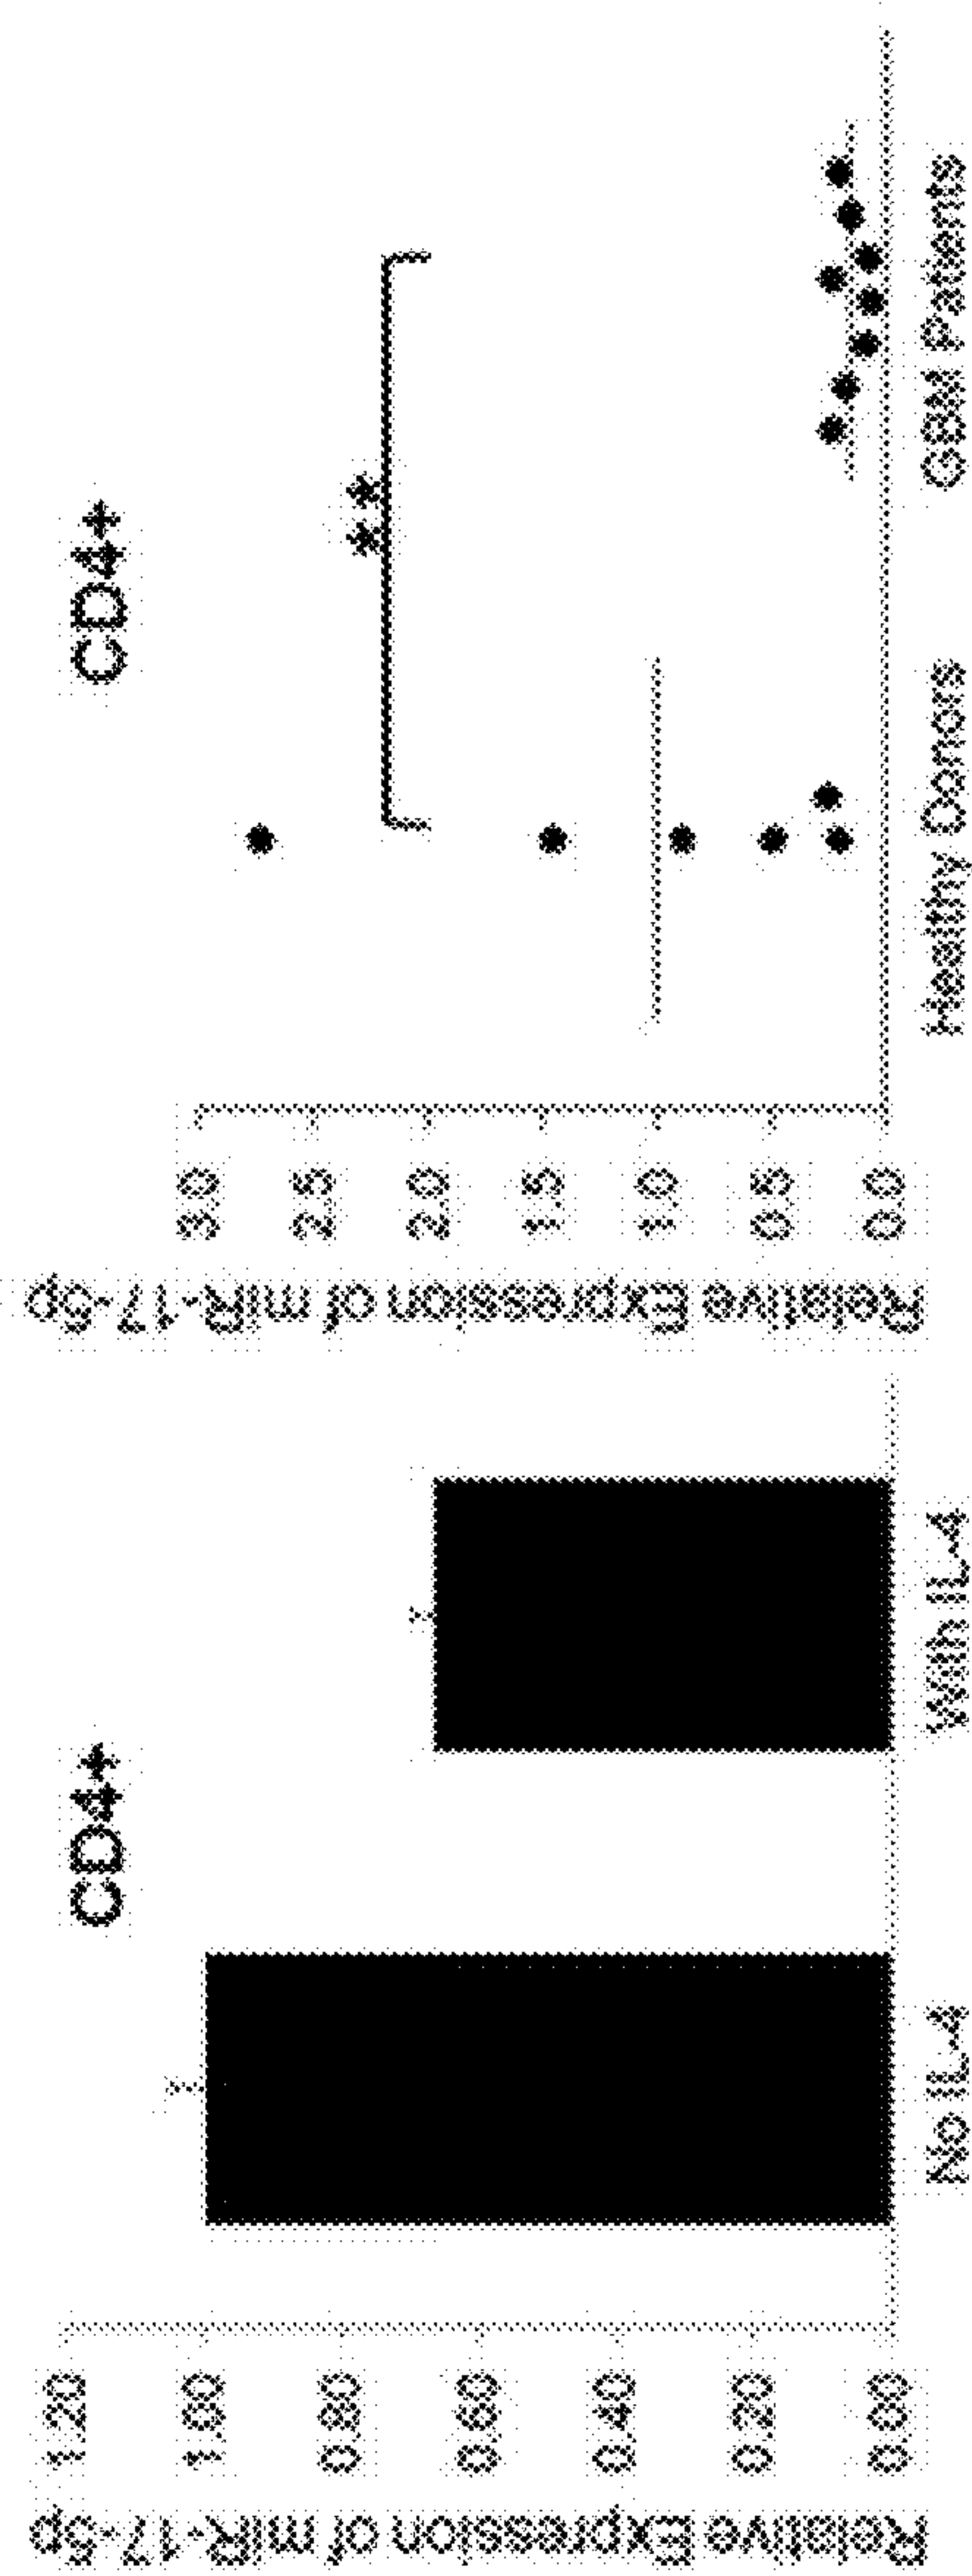 CD4+
Relative Expression of miR-17-5p
1.20
1.00
0.80
0.60
0.40
0.20
0.00
No IL-4
With IL-4
CD4+
Relative Expression of miR-17-5p
3.0
2.5
2.0
1.5
1.0
0.5
0.0
**
Healthy Donors
GBM Patients